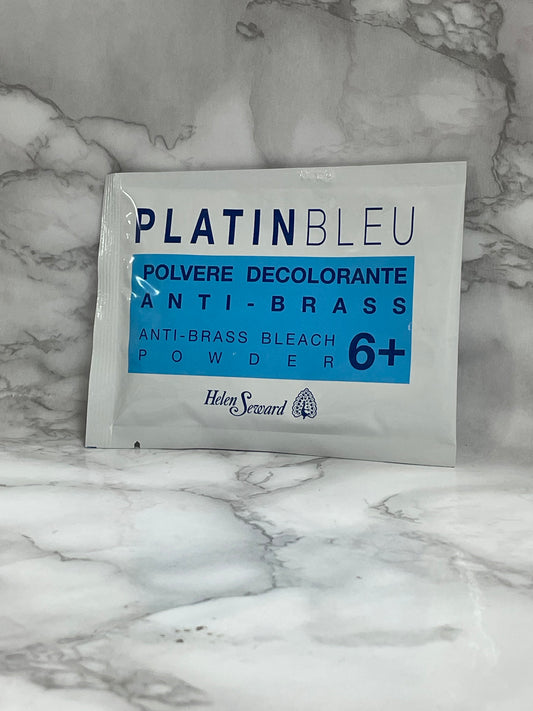 PLATINBLEU
POLVERE DECOLORANTE
ANTI-BRASS
ANTI-BRASS BLEACH
POWDER
6+
Helen Seward